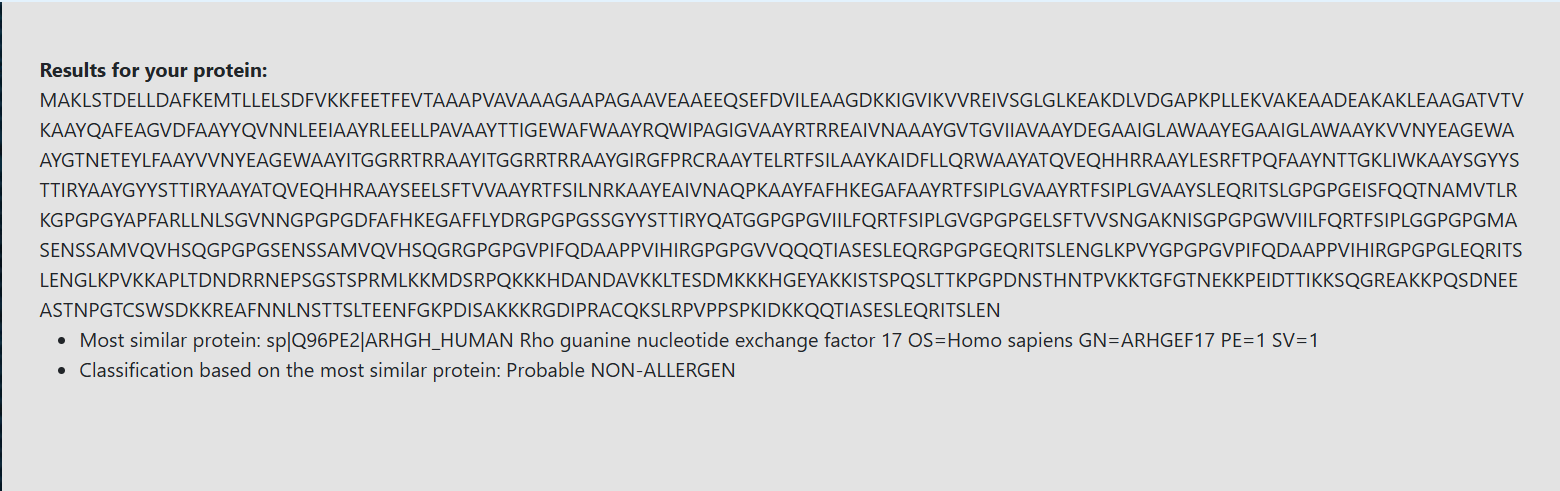 Results for your protein:
MAKLSTDELLDAFKEMTLLELSDFVKKFEETFEVTAAAPVAVAAAGAAPAGAAVEAAEEQSEFDVILEAAGDKKIGVIKVVREIVSGLGLKEAKDLVDGAPKPLLEKVAKEAADEAKAKLEAAGATVTV
KAAYQAFEAGVDFAAYYQVNNLEEIAAYRLEELLPAVAAYTTIGEWAFWAAYRQWIPAGIGVAAYRTRREAIVNAAAYGVTGVIIAVAAYDEGAAIGLAWAAYEGAAIGLAWAAYKVVNYEAGEWA
AYGTNETEYLFAAYVVNYEAGEWAAYITGGRRTRRAAYITGGRRTRRAAYGIRGFPRCRAAYTELRTFSILAAYKAIDFLLQRWAAYATQVEQHHRRAAYLESRFTPQFAAYNTTGKLIWKAAYSGYYS
TTIRYAAYGYYSTTIRYAAYATQVEQHHRAAYSEELSFTVVAAYRTFSILNRKAAYEAIVNAQPKAAYFAFHKEGAFAAYRTFSIPLGVAAYRTFSIPLGVAAYSLEQRITSLGPGPGEISFQQTNAMVTLR
KGPGPGYAPFARLLNLSGVNNGPGPGDFAFHKEGAFFLYDRGPGPGSSGYYSTTIRYQATGGPGPGVIILFQRTFSIPLGVGPGPGELSFTVVSNGAKNISGPGPGWVIILFQRTFSIPLGGPGPGMA
SENSSAMVQVHSQGPGPGSENSSAMVQVHSQGRGPGPGVPIFQDAAPPVIHIRGPGPGVVQQQTIASESLEQRGPGPGEQRITSLENGLKPVYGPGPGVPIFQDAAPPVIHIRGPGPGLEQRITS
LENGLKPVKKAPLTDNDRRNEPSGSTSPRMLKKMDSRPQKKKHDANDAVKKLTESDMKKKHGEYAKKISTSPQSLTTKPGPDNSTHNTPVKKTGFGTNEKKPEIDTTIKKSQGREAKKPQSDNEE
ASTNPGTCSWSDKKREAFNNLNSTTSLTEENFGKPDISAKKKRGDIPRACQKSLRPVPPSPKIDKKQQTIASESLEQRITSLEN
• Most similar protein: sp|Q96PE2|ARHGH_HUMAN Rho guanine nucleotide exchange factor 17 OS=Homo sapiens GN=ARHGEF17 PE=1 SV=1
• Classification based on the most similar protein: Probable NON-ALLERGEN